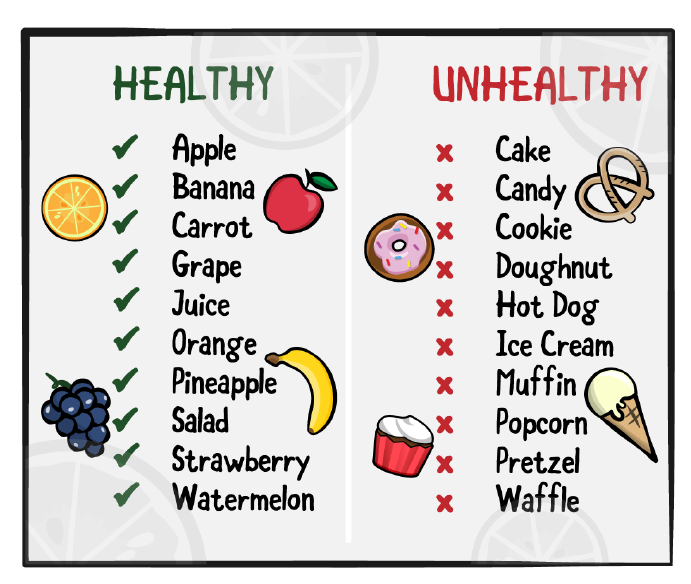 HEALTHY
Apple
Banana
Carrot
Grape
Juice
Orange
Pineapple
Salad
Strawberry
Watermelon
UNHEALTHY
Cake
Candy
Cookie
Doughnut
Hot Dog
Ice Cream
Muffin
Popcorn
Pretzel
Waffle